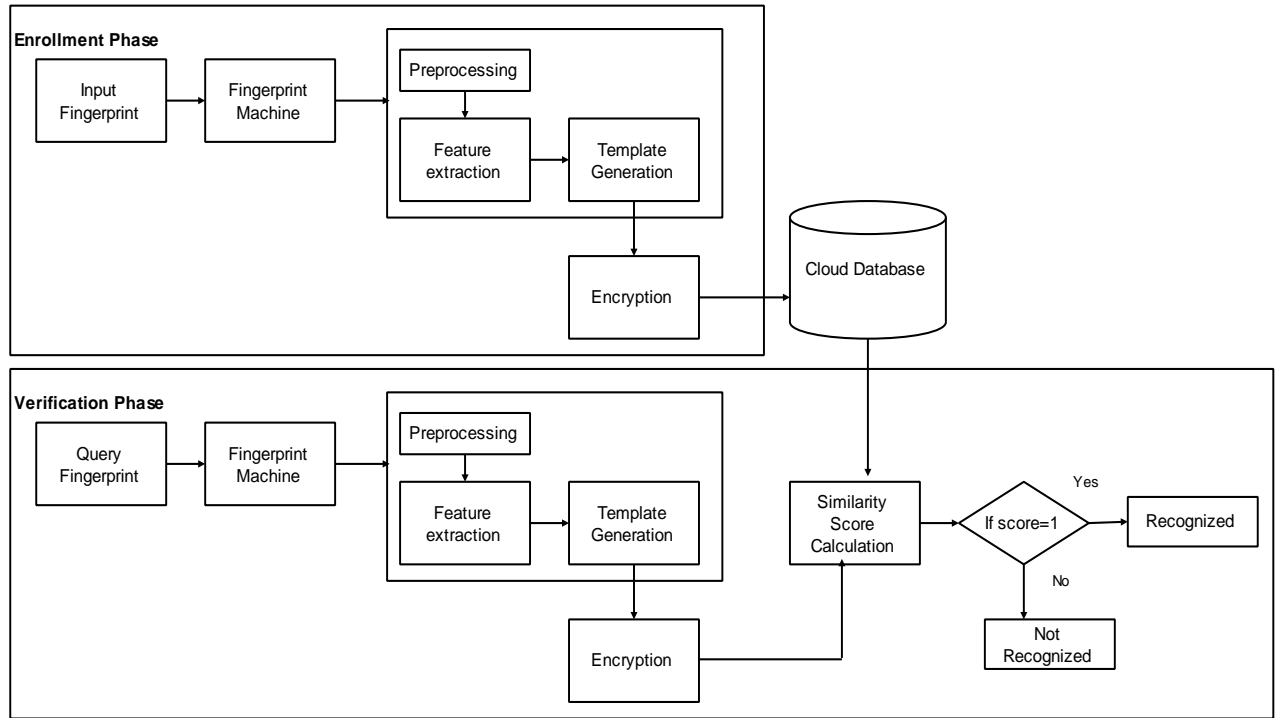 Enrollment Phase
Input
Fingerprint
Fingerprint
Machine
Preprocessing
Feature
extraction
Template
Generation
Encryption
Cloud Database
Verification Phase
Query
Fingerprint
Fingerprint
Machine
Preprocessing
Feature
extraction
Template
Generation
Encryption
Similarity
Score
Calculation
If score=1
Yes
Recognized
No
Not
Recognized